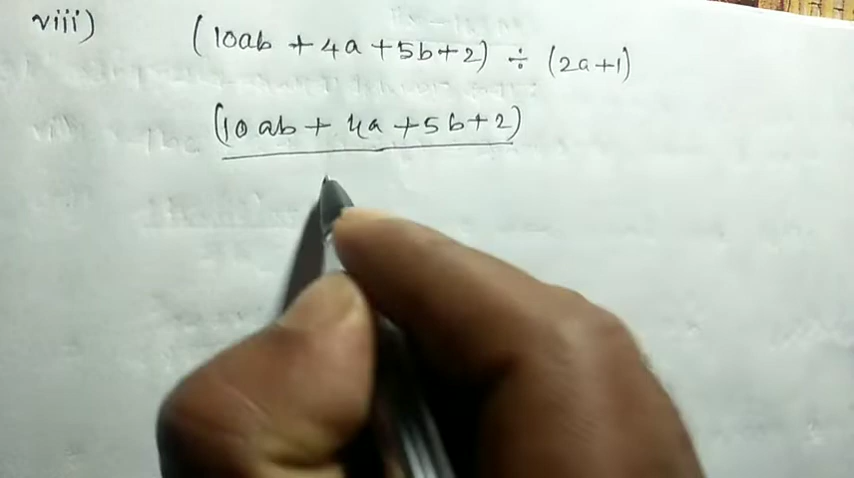 viii) (10ab + 4a + 5b + 2) ÷ (2a+1)
(10ab + 4a + 5b + 2)